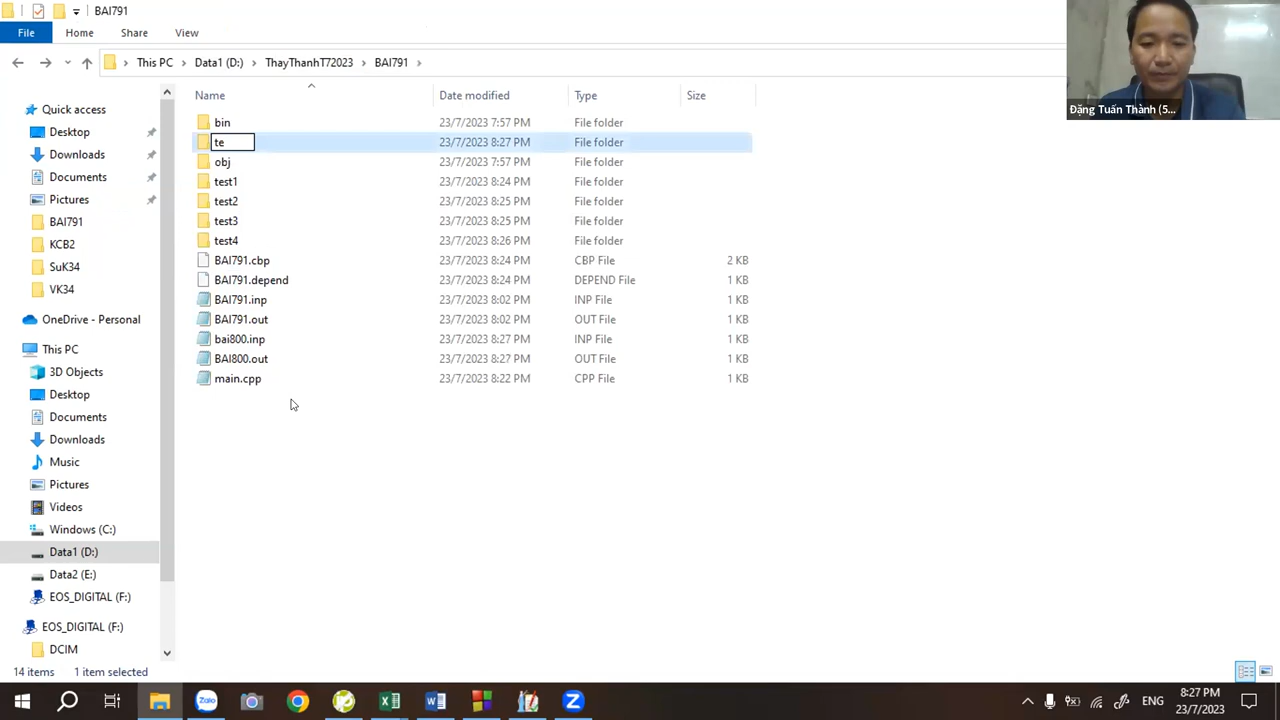 BAI791
File Home Share View
This PC Data1 (D:) ThayThanhT72023 BAI791
Đặng Tuấn Thành (5...
Name Date modified Type Size
Quick access
Desktop
Downloads
Documents
Pictures
BAI791
KCB2
SuK34
VK34
OneDrive - Personal
This PC
3D Objects
Desktop
Documents
Downloads
Music
Pictures
Videos
Windows (C:)
Data1 (D:)
Data2 (E:)
EOS_DIGITAL (F:)
EOS_DIGITAL (F:)
DCIM
bin 23/7/2023 7:57 PM File folder
te 23/7/2023 8:27 PM File folder
obj 23/7/2023 7:57 PM File folder
test1 23/7/2023 8:24 PM File folder
test2 23/7/2023 8:25 PM File folder
test3 23/7/2023 8:25 PM File folder
test4 23/7/2023 8:26 PM File folder
BAI791.cbp 23/7/2023 8:24 PM CBP File 2 KB
BAI791.depend 23/7/2023 8:24 PM DEPEND File 1 KB
BAI791.inp 23/7/2023 8:02 PM INP File 1 KB
BAI791.out 23/7/2023 8:02 PM OUT File 1 KB
bai800.inp 23/7/2023 8:27 PM INP File 1 KB
BAI800.out 23/7/2023 8:27 PM OUT File 1 KB
main.cpp 23/7/2023 8:22 PM CPP File 1 KB
14 items 1 item selected
Zalo
ENG
8:27 PM
23/7/2023